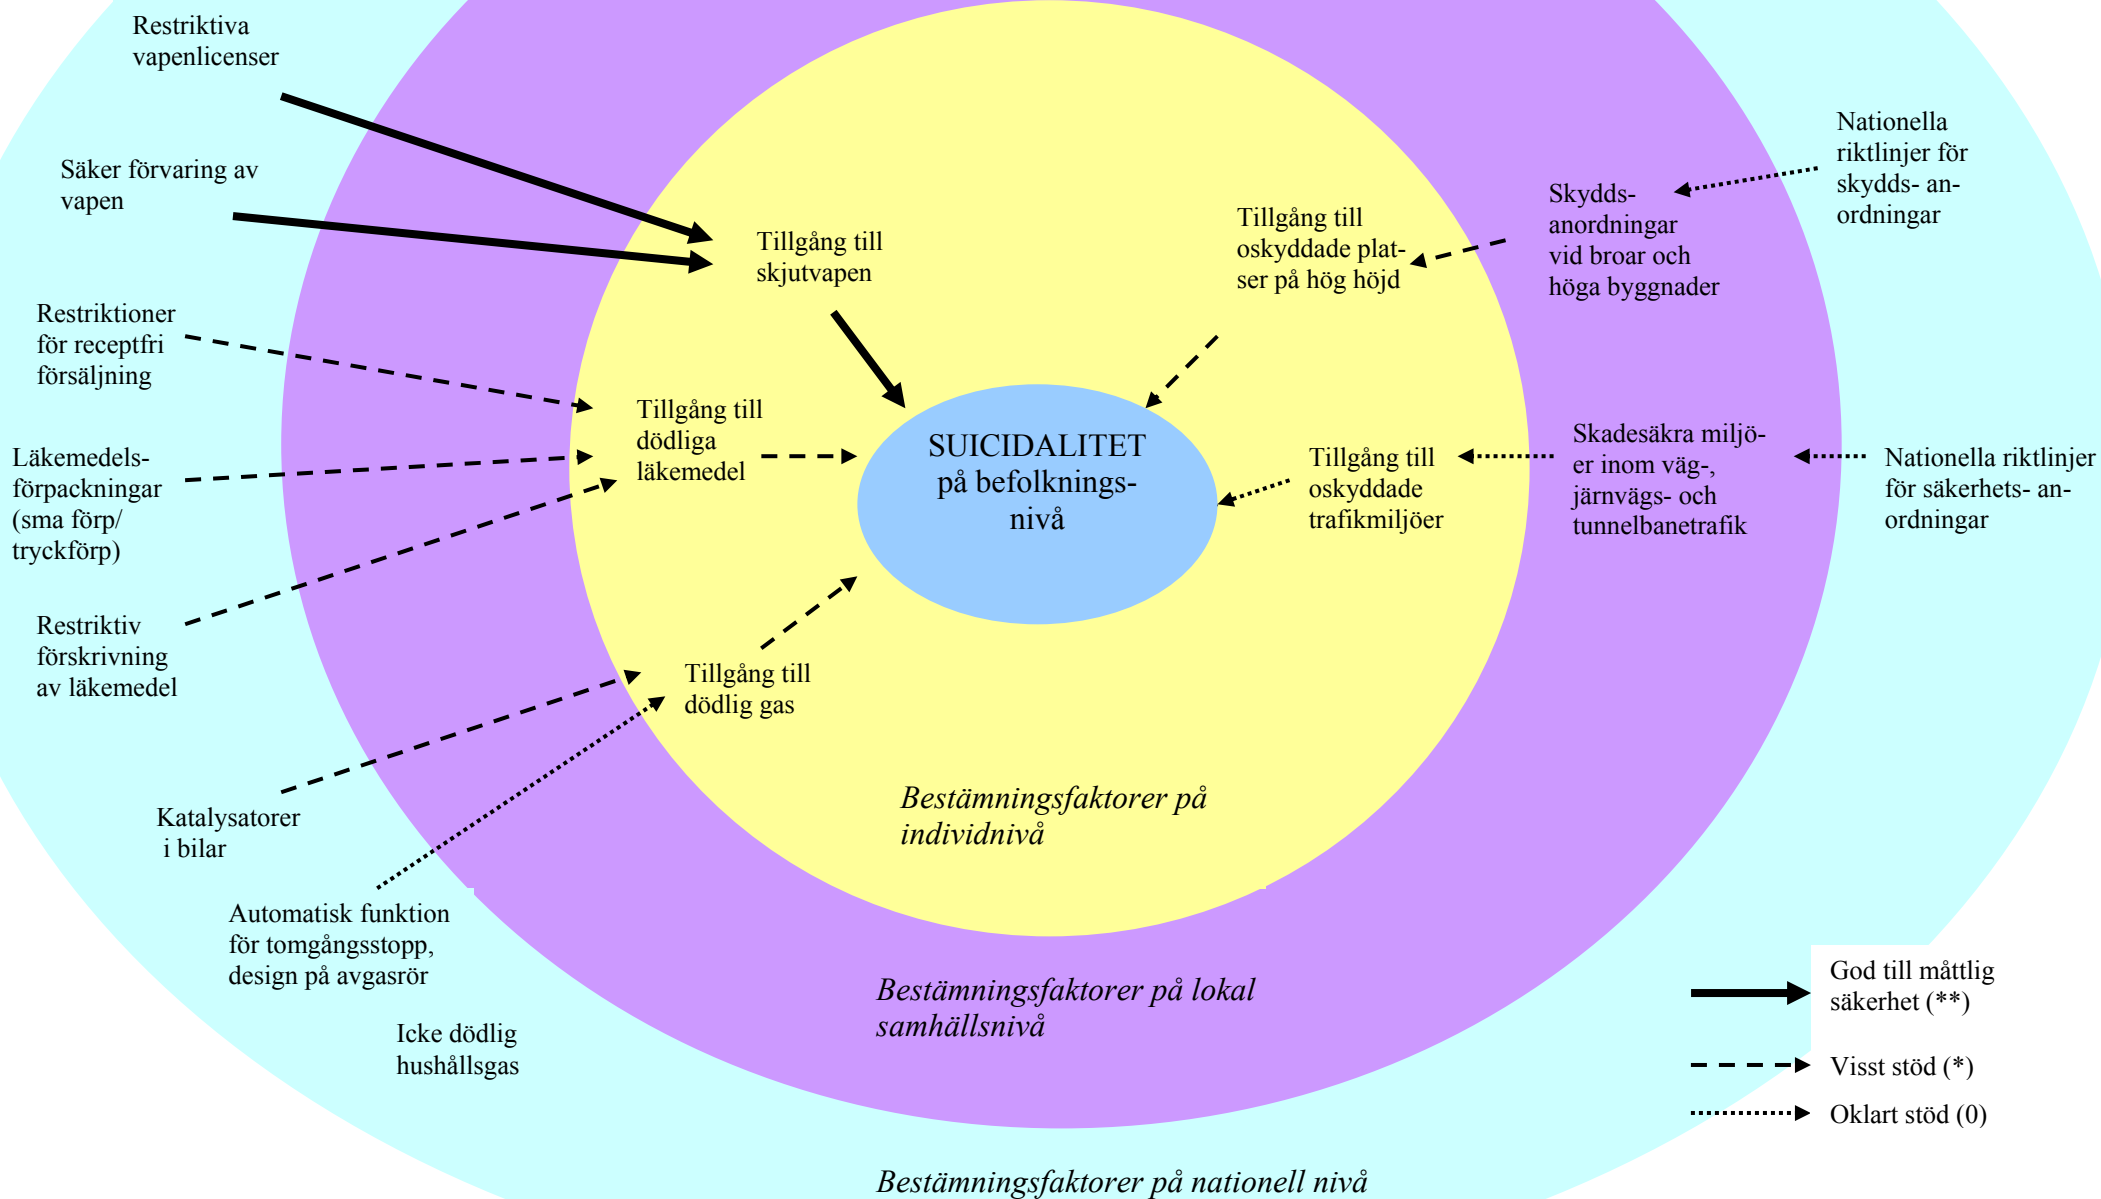 Restriktiva
vapenlicenser
Säker förvaring av
vapen
Restriktioner
för receptfri
försäljning
Läkemedels-
förpackningar
(sma förp/
tryckförp)
Restriktiv
förskrivning
av läkemedel
Katalysatorer
i bilar
Automatisk funktion
för tomgångsstopp,
design på avgasrör
Icke dödlig
hushållsgas
Tillgång till
skjutvapen
Tillgång till
dödliga
läkemedel
Tillgång till
dödlig gas
SUICIDALITET
på befolknings-
nivå
Tillgång till
oskyddade plat-
ser på hög höjd
Tillgång till
oskyddade
trafikmiljöer
Skydds-
anordningar
vid broar och
höga byggnader
Skadesäkra miljö-
er inom väg-,
järnvägs- och
tunnelbanetrafik
Nationella
riktlinjer för
skydds- an-
ordningar
Nationella riktlinjer
för säkerhets- an-
ordningar
Bestämningsfaktorer på
individnivå
Bestämningsfaktorer på lokal
samhällsnivå
Bestämningsfaktorer på nationell nivå
God till måttlig
säkerhet (**)
Visst stöd (*)
Oklart stöd (0)